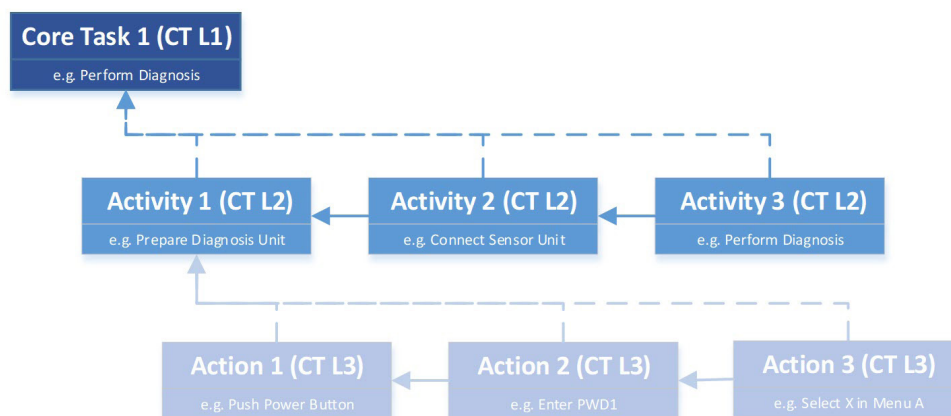 Core Task 1 (CT L1)
e.g. Perform Diagnosis
Activity 1 (CT L2)
e.g. Prepare Diagnosis Unit
Activity 2 (CT L2)
e.g. Connect Sensor Unit
Activity 3 (CT L2)
e.g. Perform Diagnosis
Action 1 (CT L3)
e.g. Push Power Button
Action 2 (CT L3)
e.g. Enter PWD1
Action 3 (CT L3)
e.g. Select X in Menu A